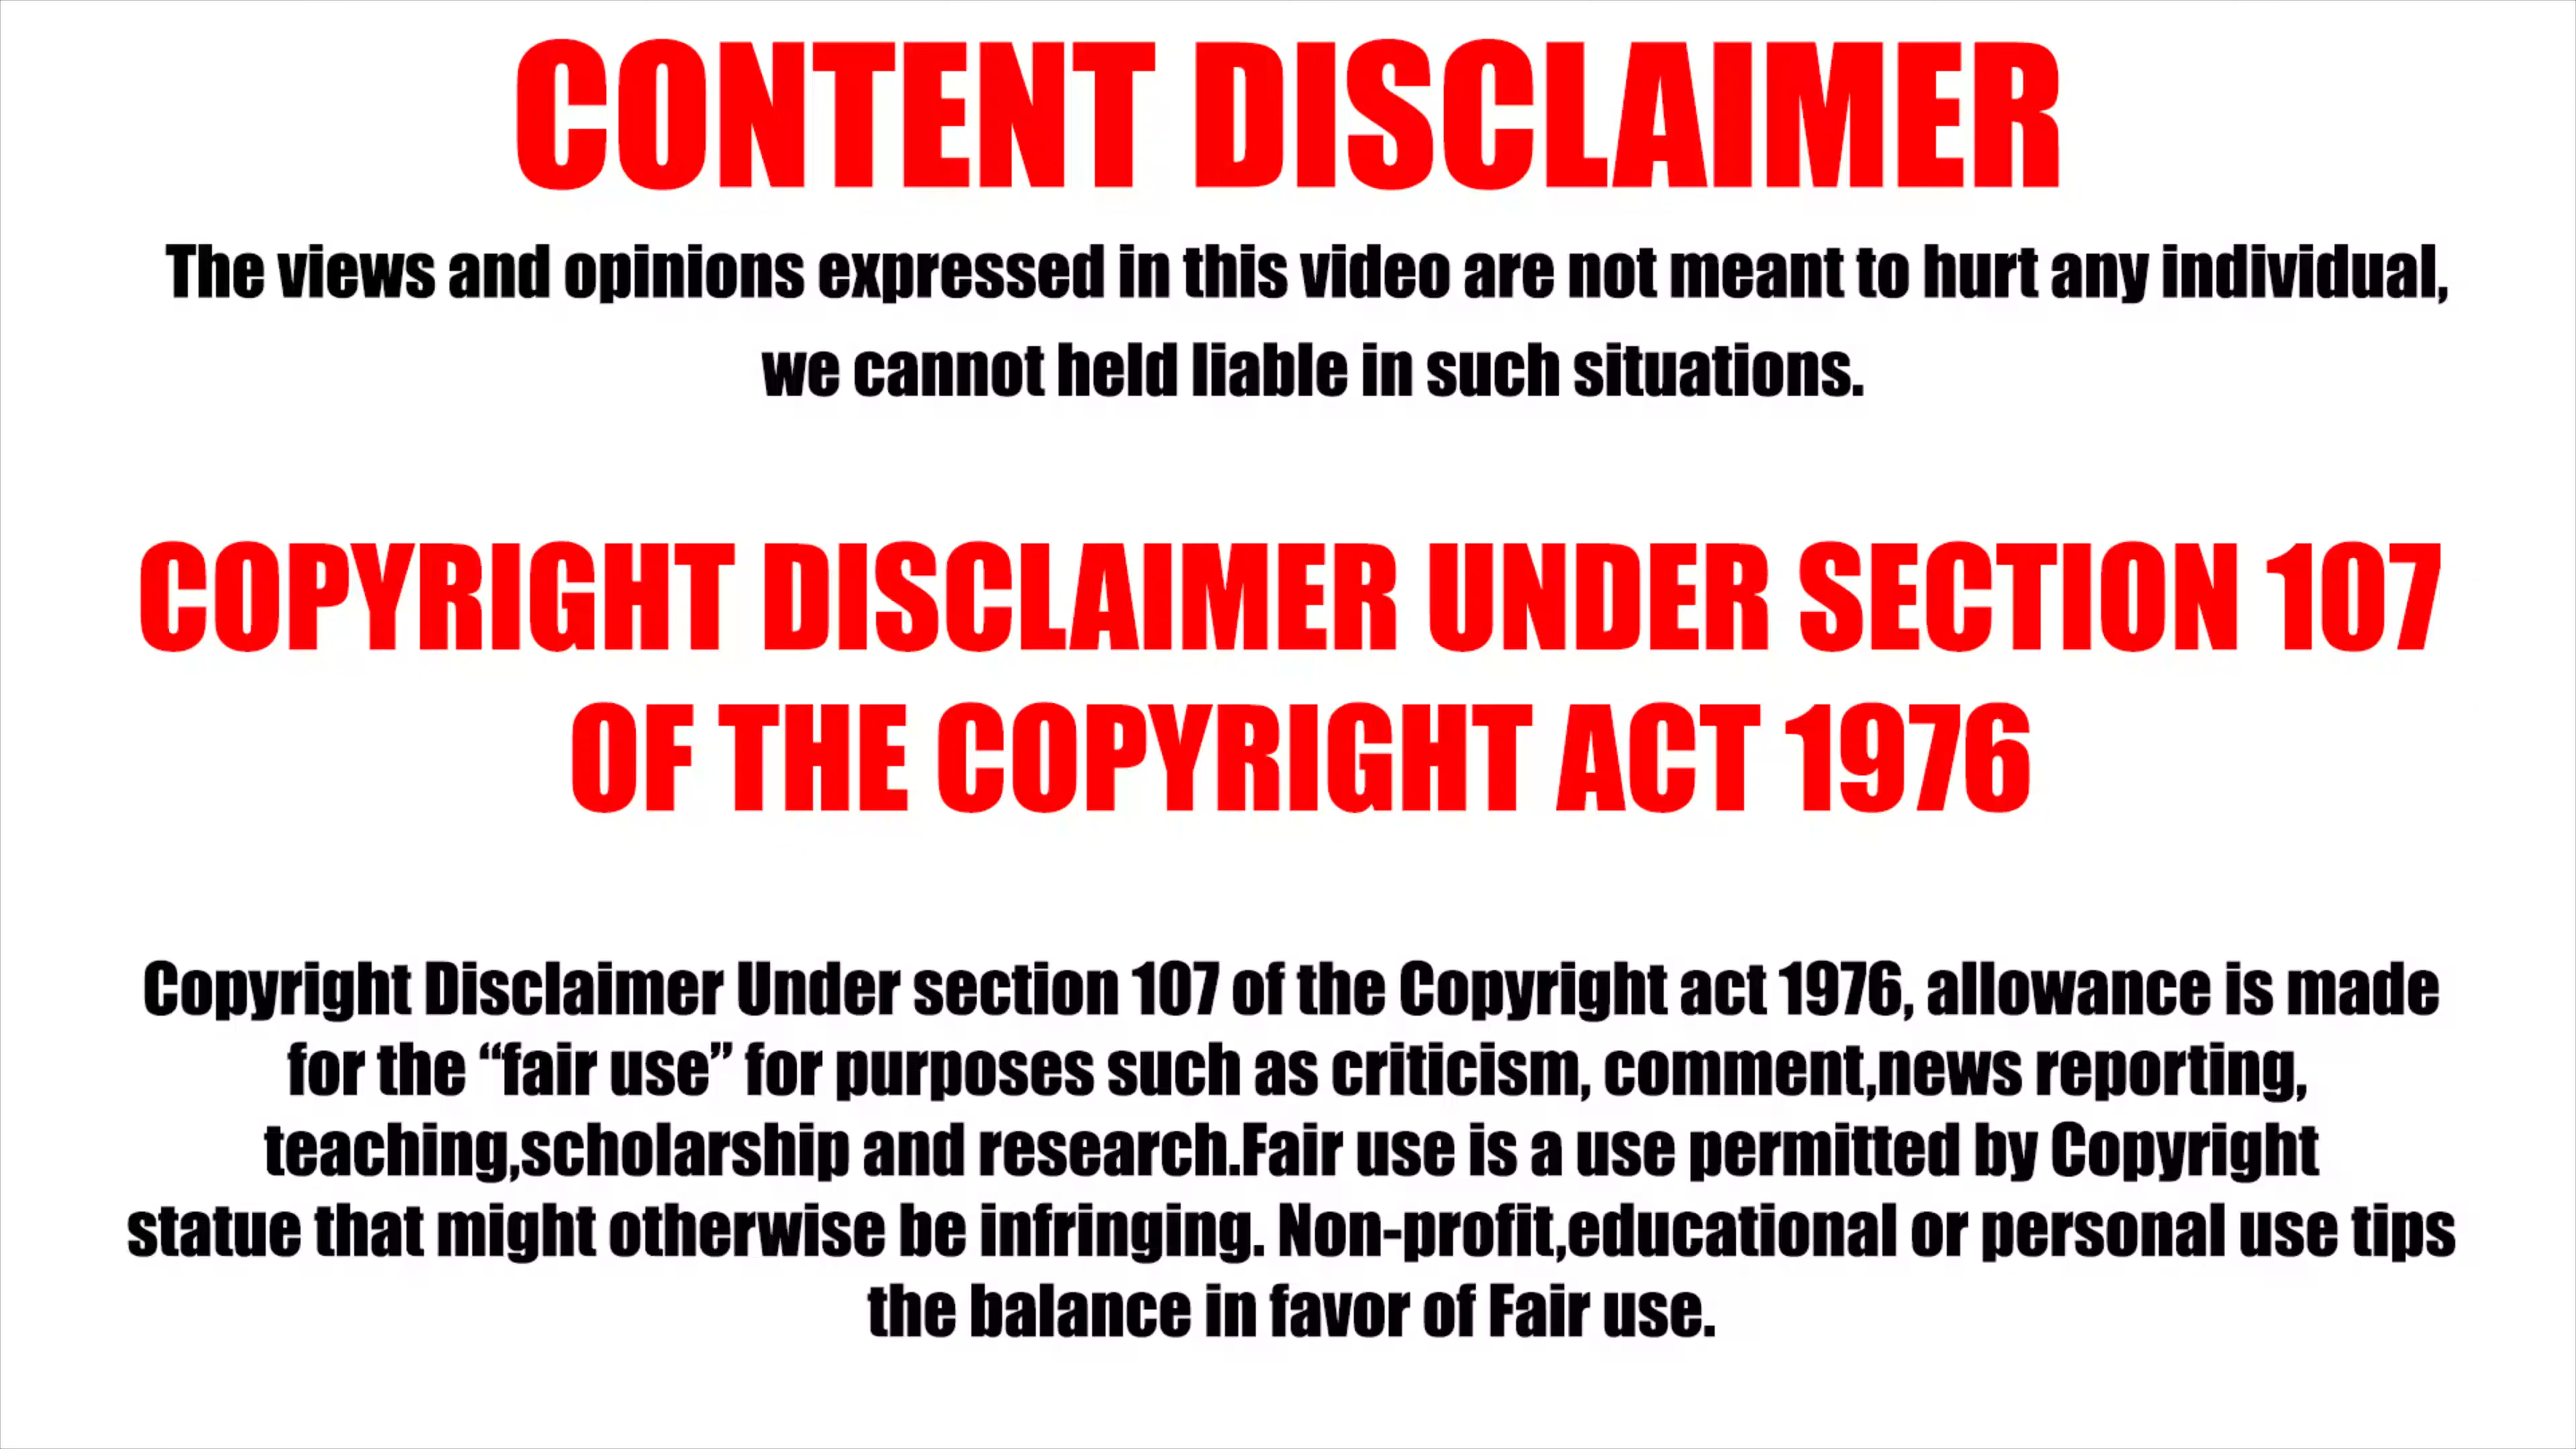 CONTENT DISCLAIMER
The views and opinions expressed in this video are not meant to hurt any individual,
we cannot held liable in such situations.
COPYRIGHT DISCLAIMER UNDER SECTION 107
OF THE COPYRIGHT ACT 1976
Copyright Disclaimer Under section 107 of the Copyright act 1976, allowance is made
for the “fair use” for purposes such as criticism, comment,news reporting,
teaching,scholarship and research.Fair use is a use permitted by Copyright
statue that might otherwise be infringing. Non-profit,educational or personal use tips
the balance in favor of Fair use.